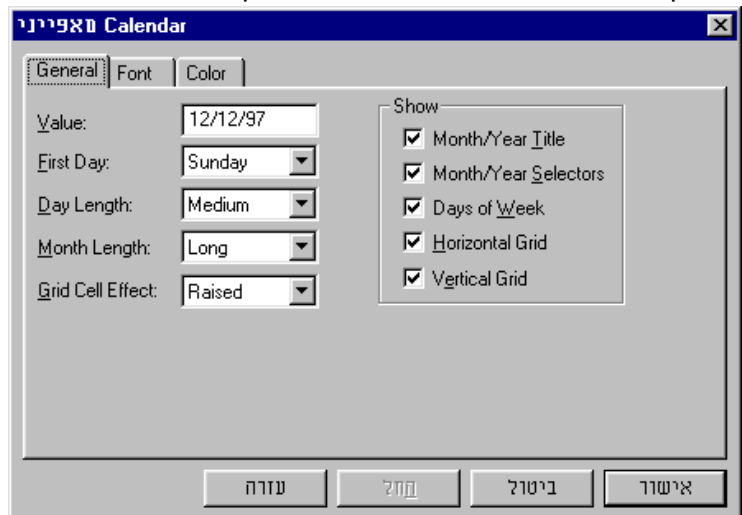 מאפייני Calendar
General Font Color
Value: 12/12/97
First Day: Sunday
Day Length: Medium
Month Length: Long
Grid Cell Effect: Raised
Show
Month/Year Title
Month/Year Selectors
Days of Week
Horizontal Grid
Vertical Grid
אישור ביטול החל עזרה